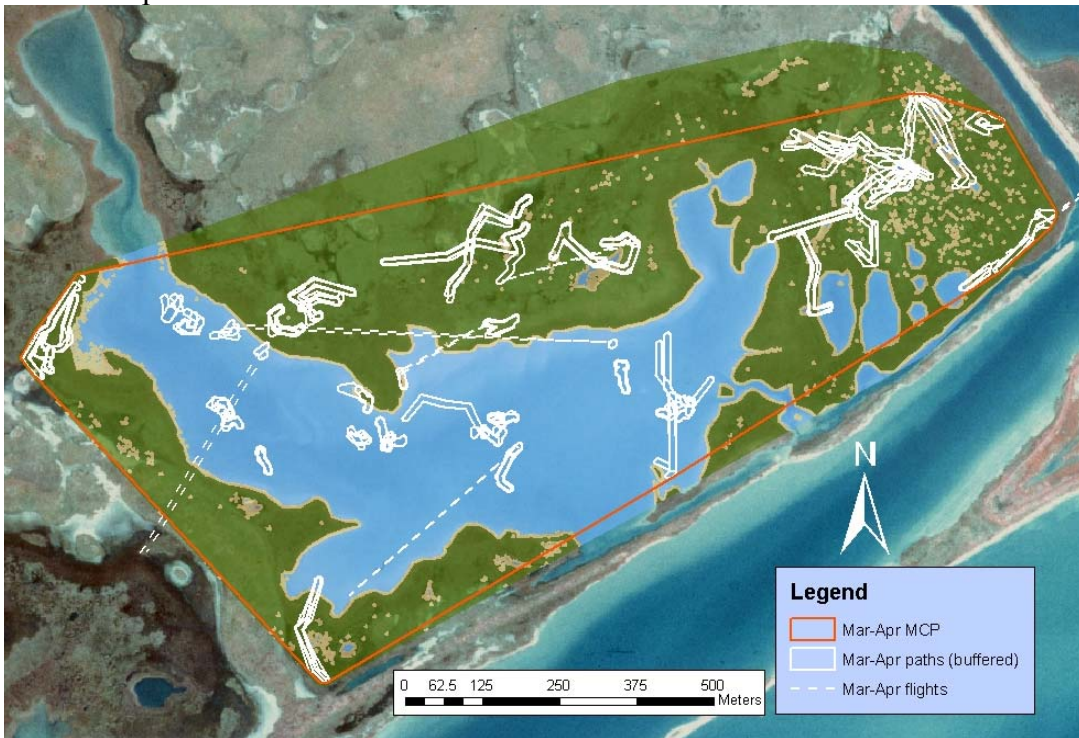 N
Legend
Mar-Apr MCP
Mar-Apr paths (buffered)
Mar-Apr flights
0 62.5 125 250 375 500
Meters